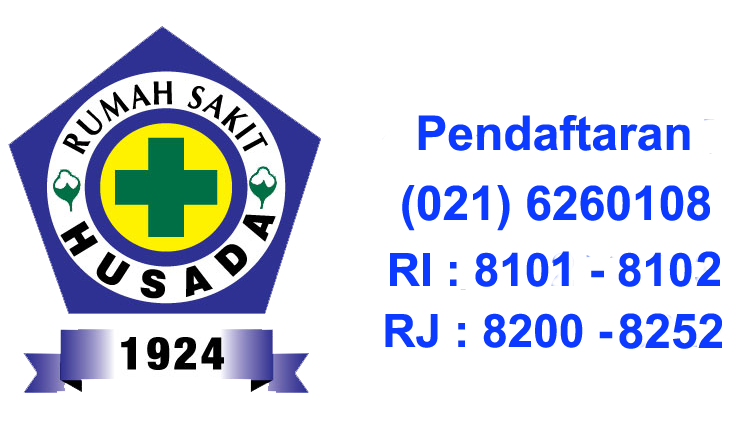 RUMAH SAKIT
HUSADA
1924
Pendaftaran
(021) 6260108
RI : 8101 - 8102
RJ : 8200 -8252